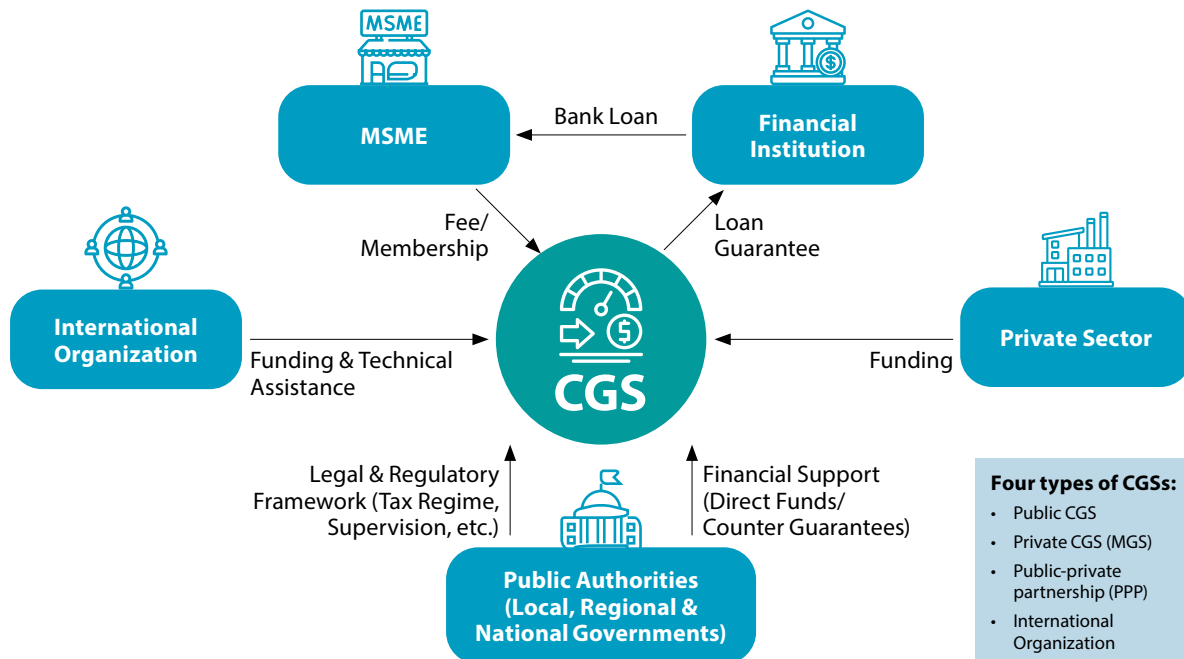 MSME
MSME
Bank Loan
Financial
Institution
Fee/
Membership
Loan
Guarantee
International
Organization
Funding & Technical
Assistance
$
CGS
Private Sector
Funding
Legal & Regulatory
Framework (Tax Regime,
Supervision, etc.)
Financial Support
(Direct Funds/
Counter Guarantees)
Public Authorities
(Local, Regional &
National Governments)
Four types of CGSs:
• Public CGS
• Private CGS (MGS)
• Public-private
partnership (PPP)
• International
Organization